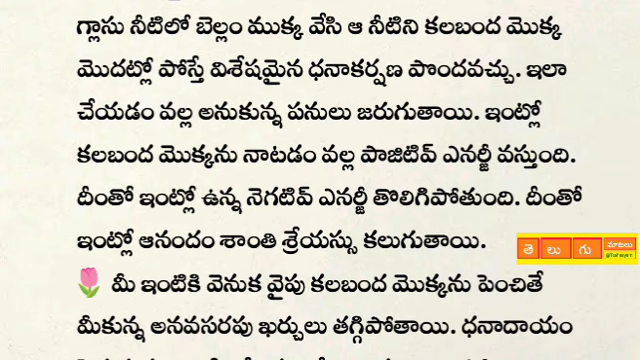 గ్లాసు నీటిలో బెల్లం ముక్క వేసి ఆ నీటిని కలబంద మొక్క
మొదట్లో పోస్తే విశేషమైన ధనాకర్షణ పొందవచ్చు. ఇలా
చేయడం వల్ల అనుకున్న పనులు జరుగుతాయి. ఇంట్లో
కలబంద మొక్కను నాటడం వల్ల పాజిటివ్ ఎనర్జీ వస్తుంది.
దీంతో ఇంట్లో ఉన్న నెగటివ్ ఎనర్జీ తొలిగిపోతుంది. దీంతో
ఇంట్లో ఆనందం శాంతి శ్రేయస్సు కలుగుతాయి.
తెలుగు మాటలు
మీ ఇంటికి వెనుక వైపు కలబంద మొక్కను పెంచితే
మీకున్న అనవసరపు ఖర్చులు తగ్గిపోతాయి. ధనాదాయం